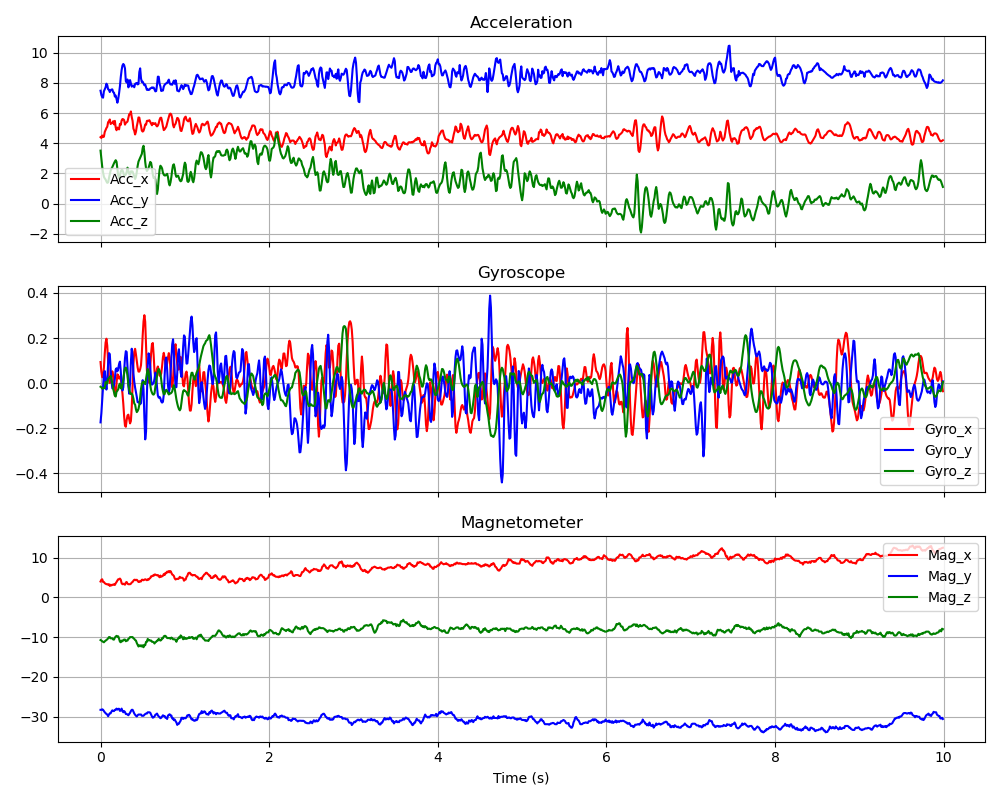 Acceleration
10
8
6
4
2
0
−2
Acc_x
Acc_y
Acc_z
Gyroscope
0.4
0.2
0.0
−0.2
−0.4
Gyro_x
Gyro_y
Gyro_z
Magnetometer
10
0
−10
−20
−30
Mag_x
Mag_y
Mag_z
0 2 4 6 8 10
Time (s)